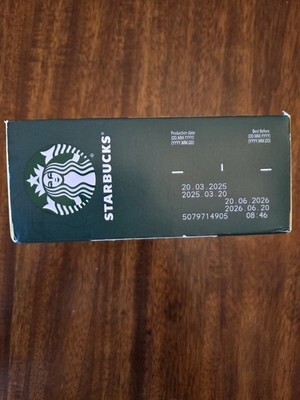 STARBUCKS
Production date
(DD.MM.YYYY)
(YYYY.MM.DD)
Best Before
(DD.MM.YYYY)
(YYYY.MM.DD)
20.03.2025
2025.03.20
20.06.2026
2026.06.20
5079714905 08:46